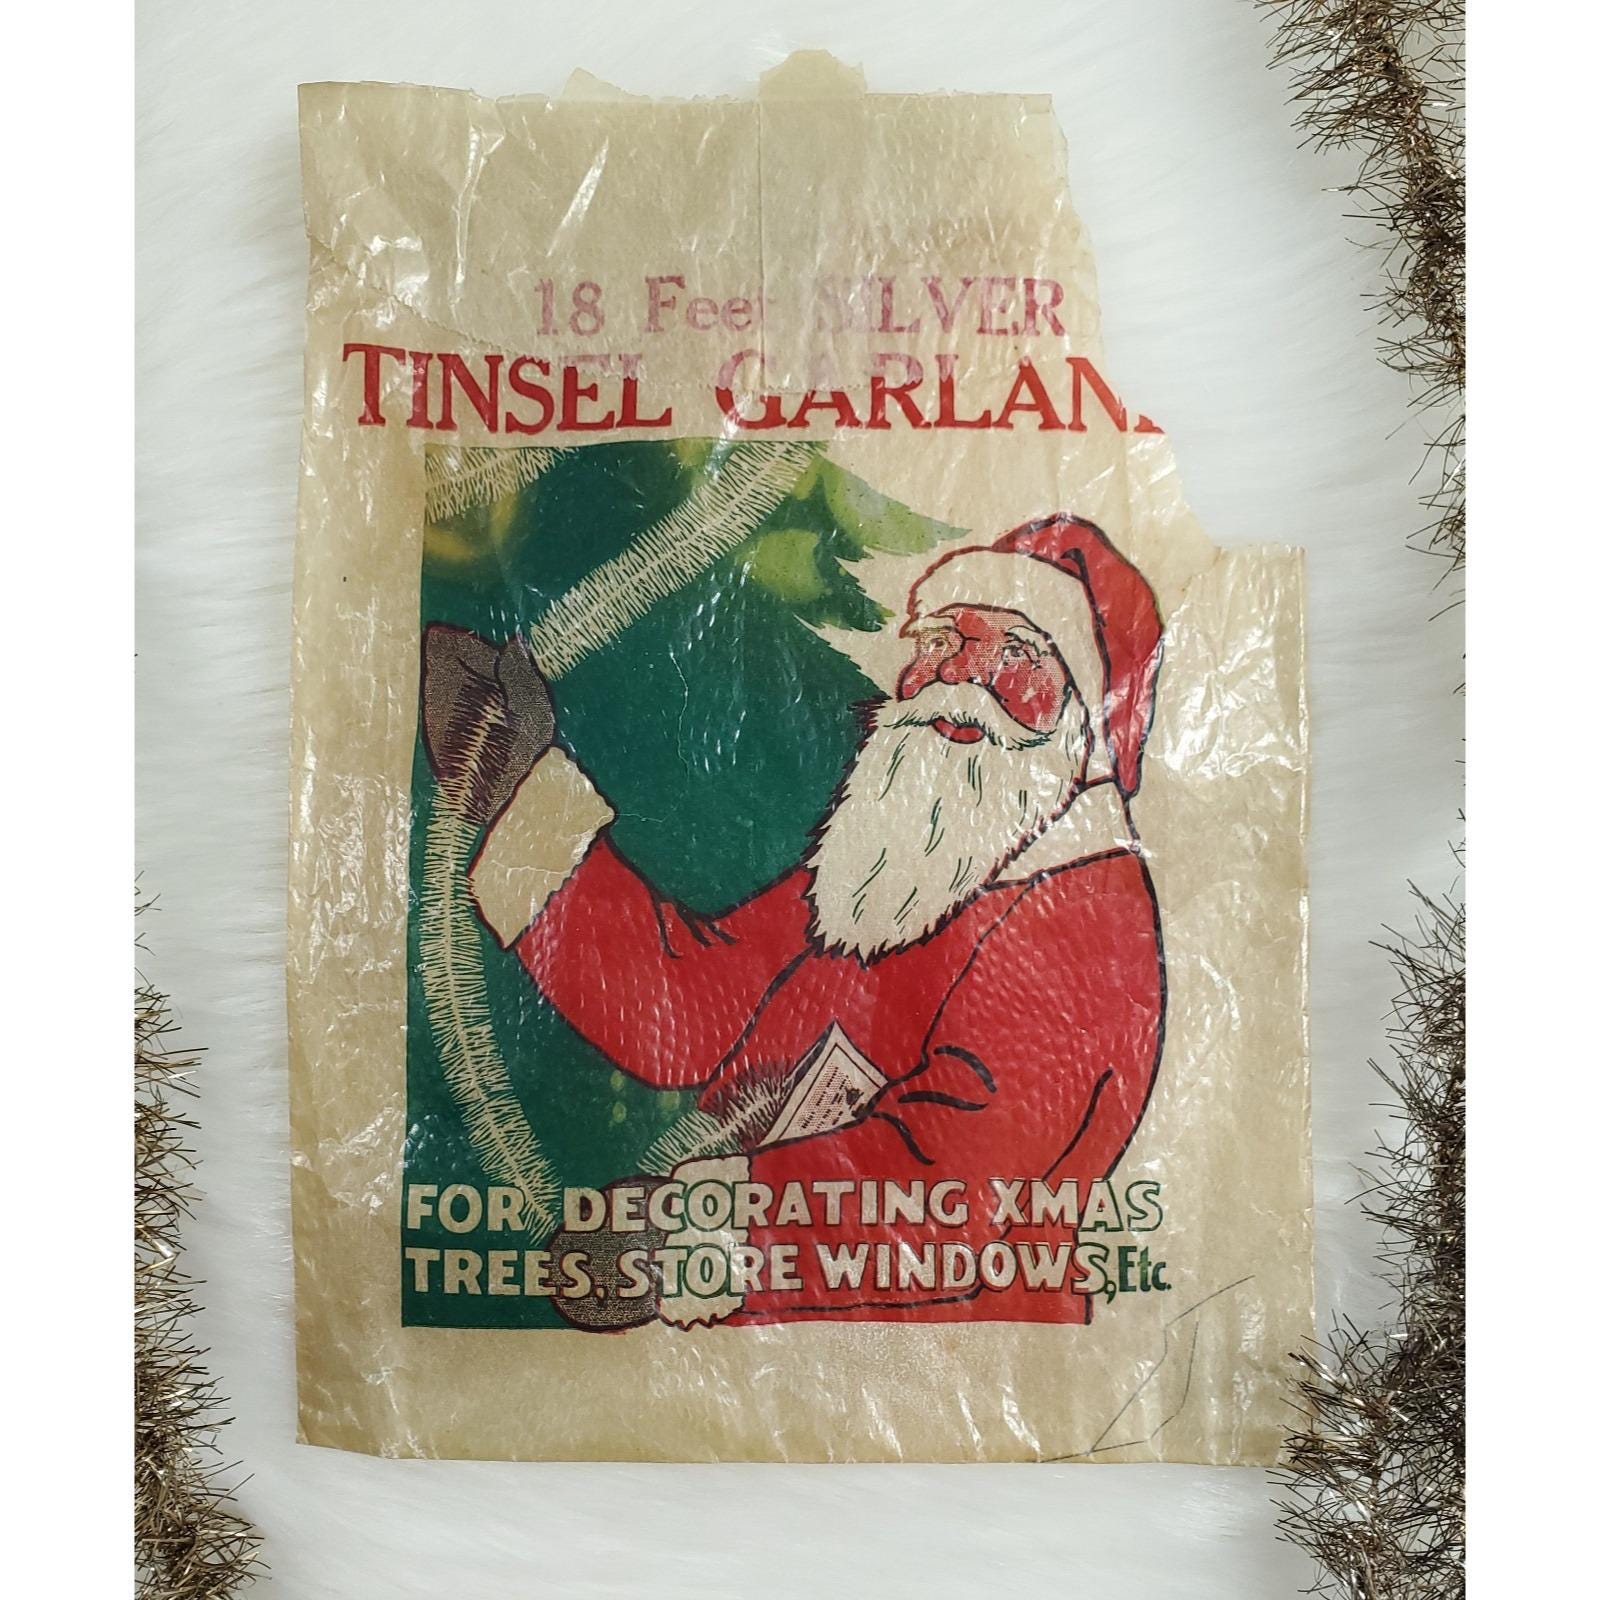 18 Feet SILVER
TINSEL GARLAN
FOR DECORATING XMAS
TREES, STORE WINDOWS, Etc.